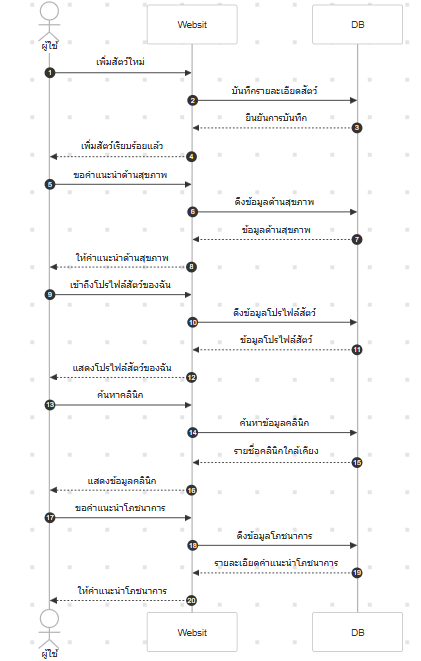 Websit
DB
ผู้ใช้
เพิ่มสัตว์ใหม่
1
บันทึกรายละเอียดสัตว์
2
ยืนยันการบันทึก
3
เพิ่มสัตว์เรียบร้อยแล้ว
4
ขอคำแนะนำด้านสุขภาพ
5
ดึงข้อมูลด้านสุขภาพ
6
ข้อมูลด้านสุขภาพ
7
ให้คำแนะนำด้านสุขภาพ
8
เข้าถึงโปรไฟล์สัตว์ของฉัน
9
ดึงข้อมูลโปรไฟล์สัตว์
10
ข้อมูลโปรไฟล์สัตว์
11
แสดงโปรไฟล์สัตว์ของฉัน
12
ค้นหาคลินิก
13
ค้นหาข้อมูลคลินิก
14
รายชื่อคลินิกใกล้เคียง
15
แสดงข้อมูลคลินิก
16
ขอคำแนะนำโภชนาการ
17
ดึงข้อมูลโภชนาการ
18
รายละเอียดคำแนะนำโภชนาการ
19
ให้คำแนะนำโภชนาการ
20
Websit
DB
ผู้ใช้